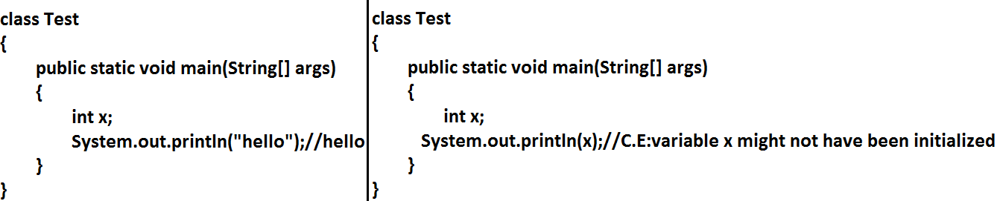 class Test
{
public static void main(String[] args)
{
int x;
System.out.println("hello");//hello
}
}
class Test
{
public static void main(String[] args)
{
int x;
System.out.println(x);//C.E:variable x might not have been initialized
}
}